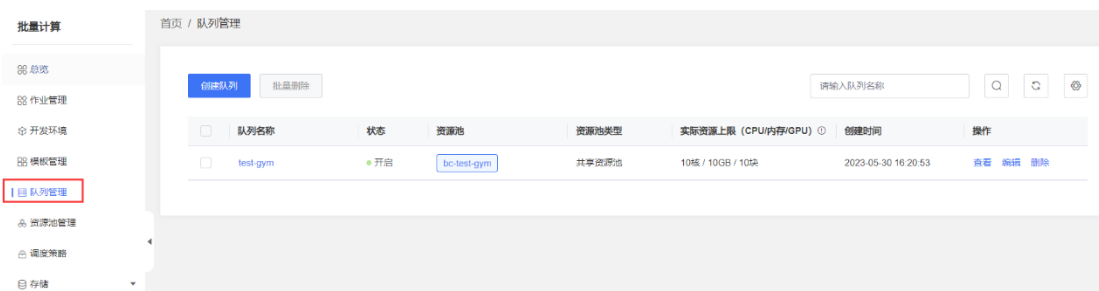 批量计算
首页 / 队列管理
总览
作业管理
开发环境
模板管理
队列管理
资源池管理
调度策略
存储
创建队列 批量删除 请输入队列名称
队列名称 状态 资源池 资源池类型 实际资源上限（CPU/内存/GPU） 创建时间 操作
test-gym 开启 bc-test-gym 共享资源池 10核 / 10GB / 10块 2023-05-30 16:20:53 查看 编辑 删除